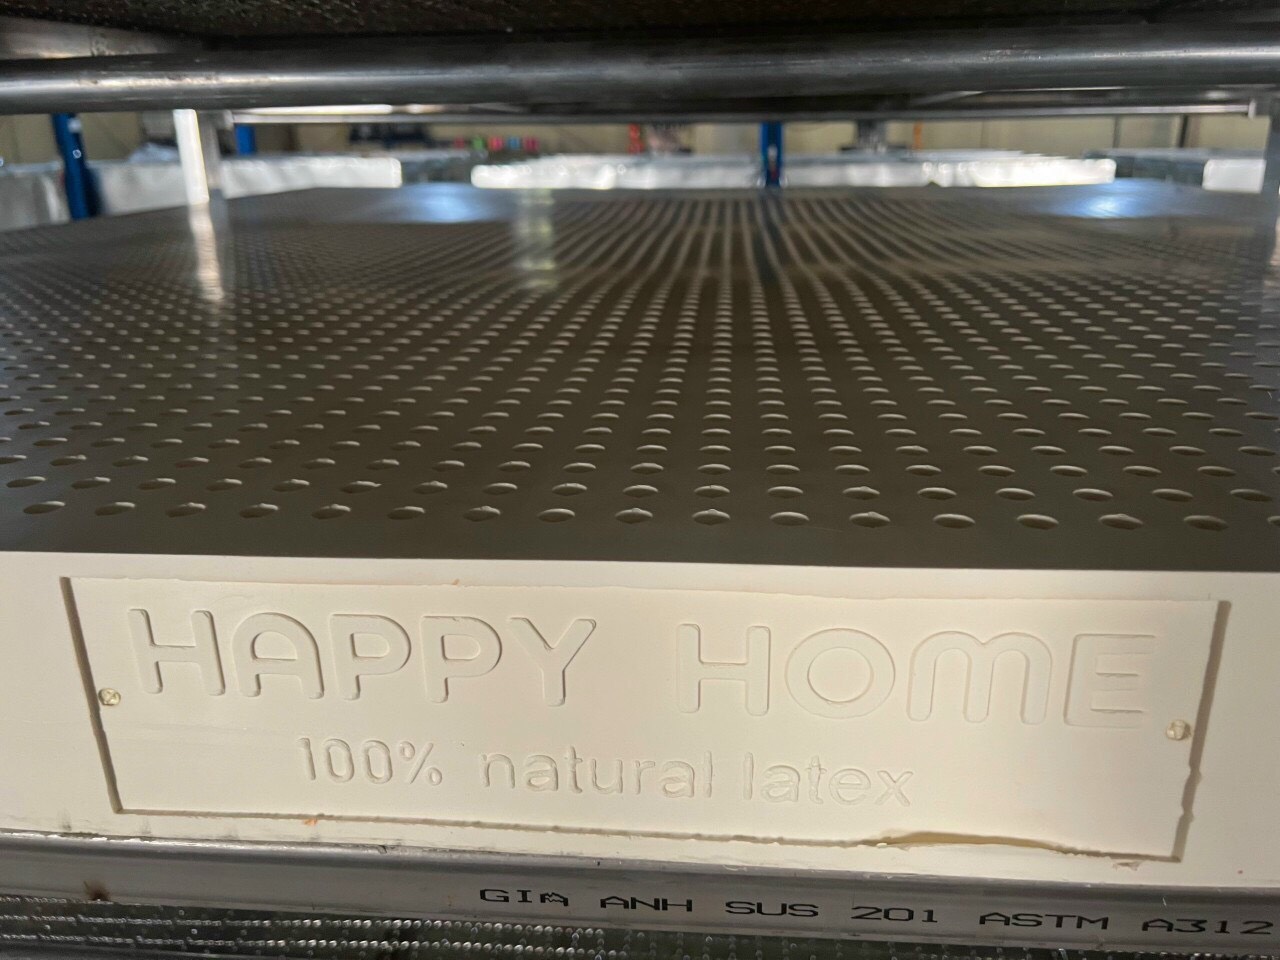 HAPPY HOME
100% natural latex
GIA ANH SUS 201 ASTM A312